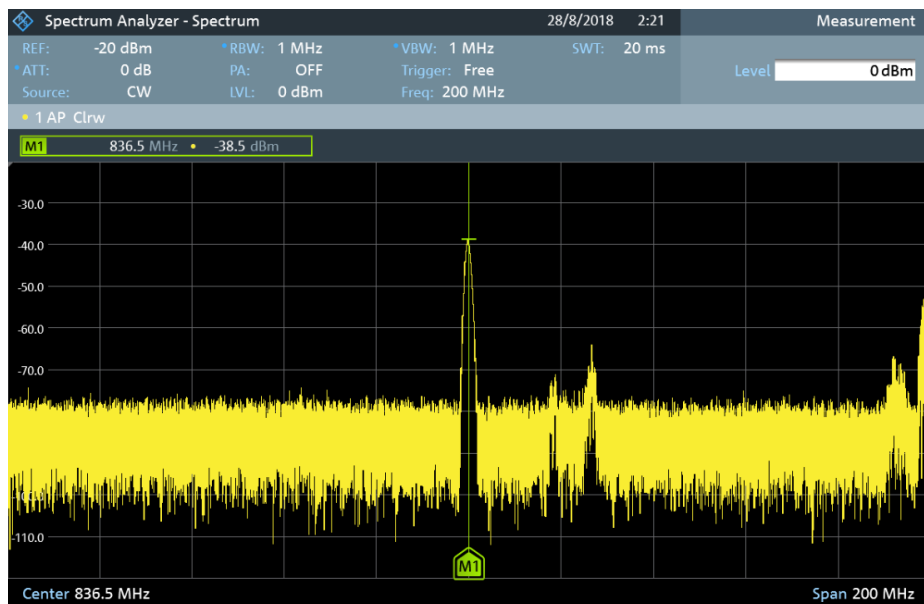 Spectrum Analyzer - Spectrum 28/8/2018 2:21 Measurement
REF: -20 dBm RBW: 1 MHz VBW: 1 MHz SWT: 20 ms
ATT: 0 dB PA: OFF Trigger: Free Level 0 dBm
Source: CW LVL: 0 dBm Freq: 200 MHz
1 AP Clrw
M1 836.5 MHz -38.5 dBm
-30.0
-40.0
-50.0
-60.0
-70.0
-110.0
M1
Center 836.5 MHz Span 200 MHz